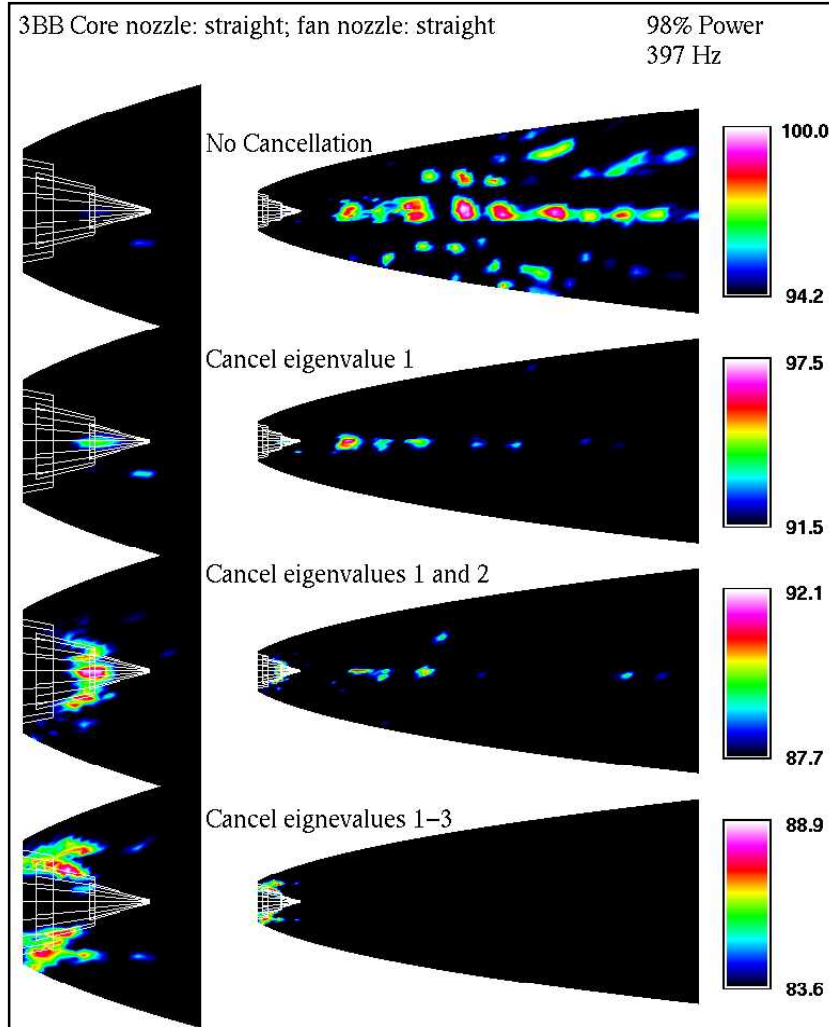 3BB Core nozzle: straight; fan nozzle: straight
98% Power
397 Hz
No Cancellation
100.0
94.2
Cancel eigenvalue 1
97.5
91.5
Cancel eigenvalues 1 and 2
92.1
87.7
Cancel eignevalues 1–3
88.9
83.6